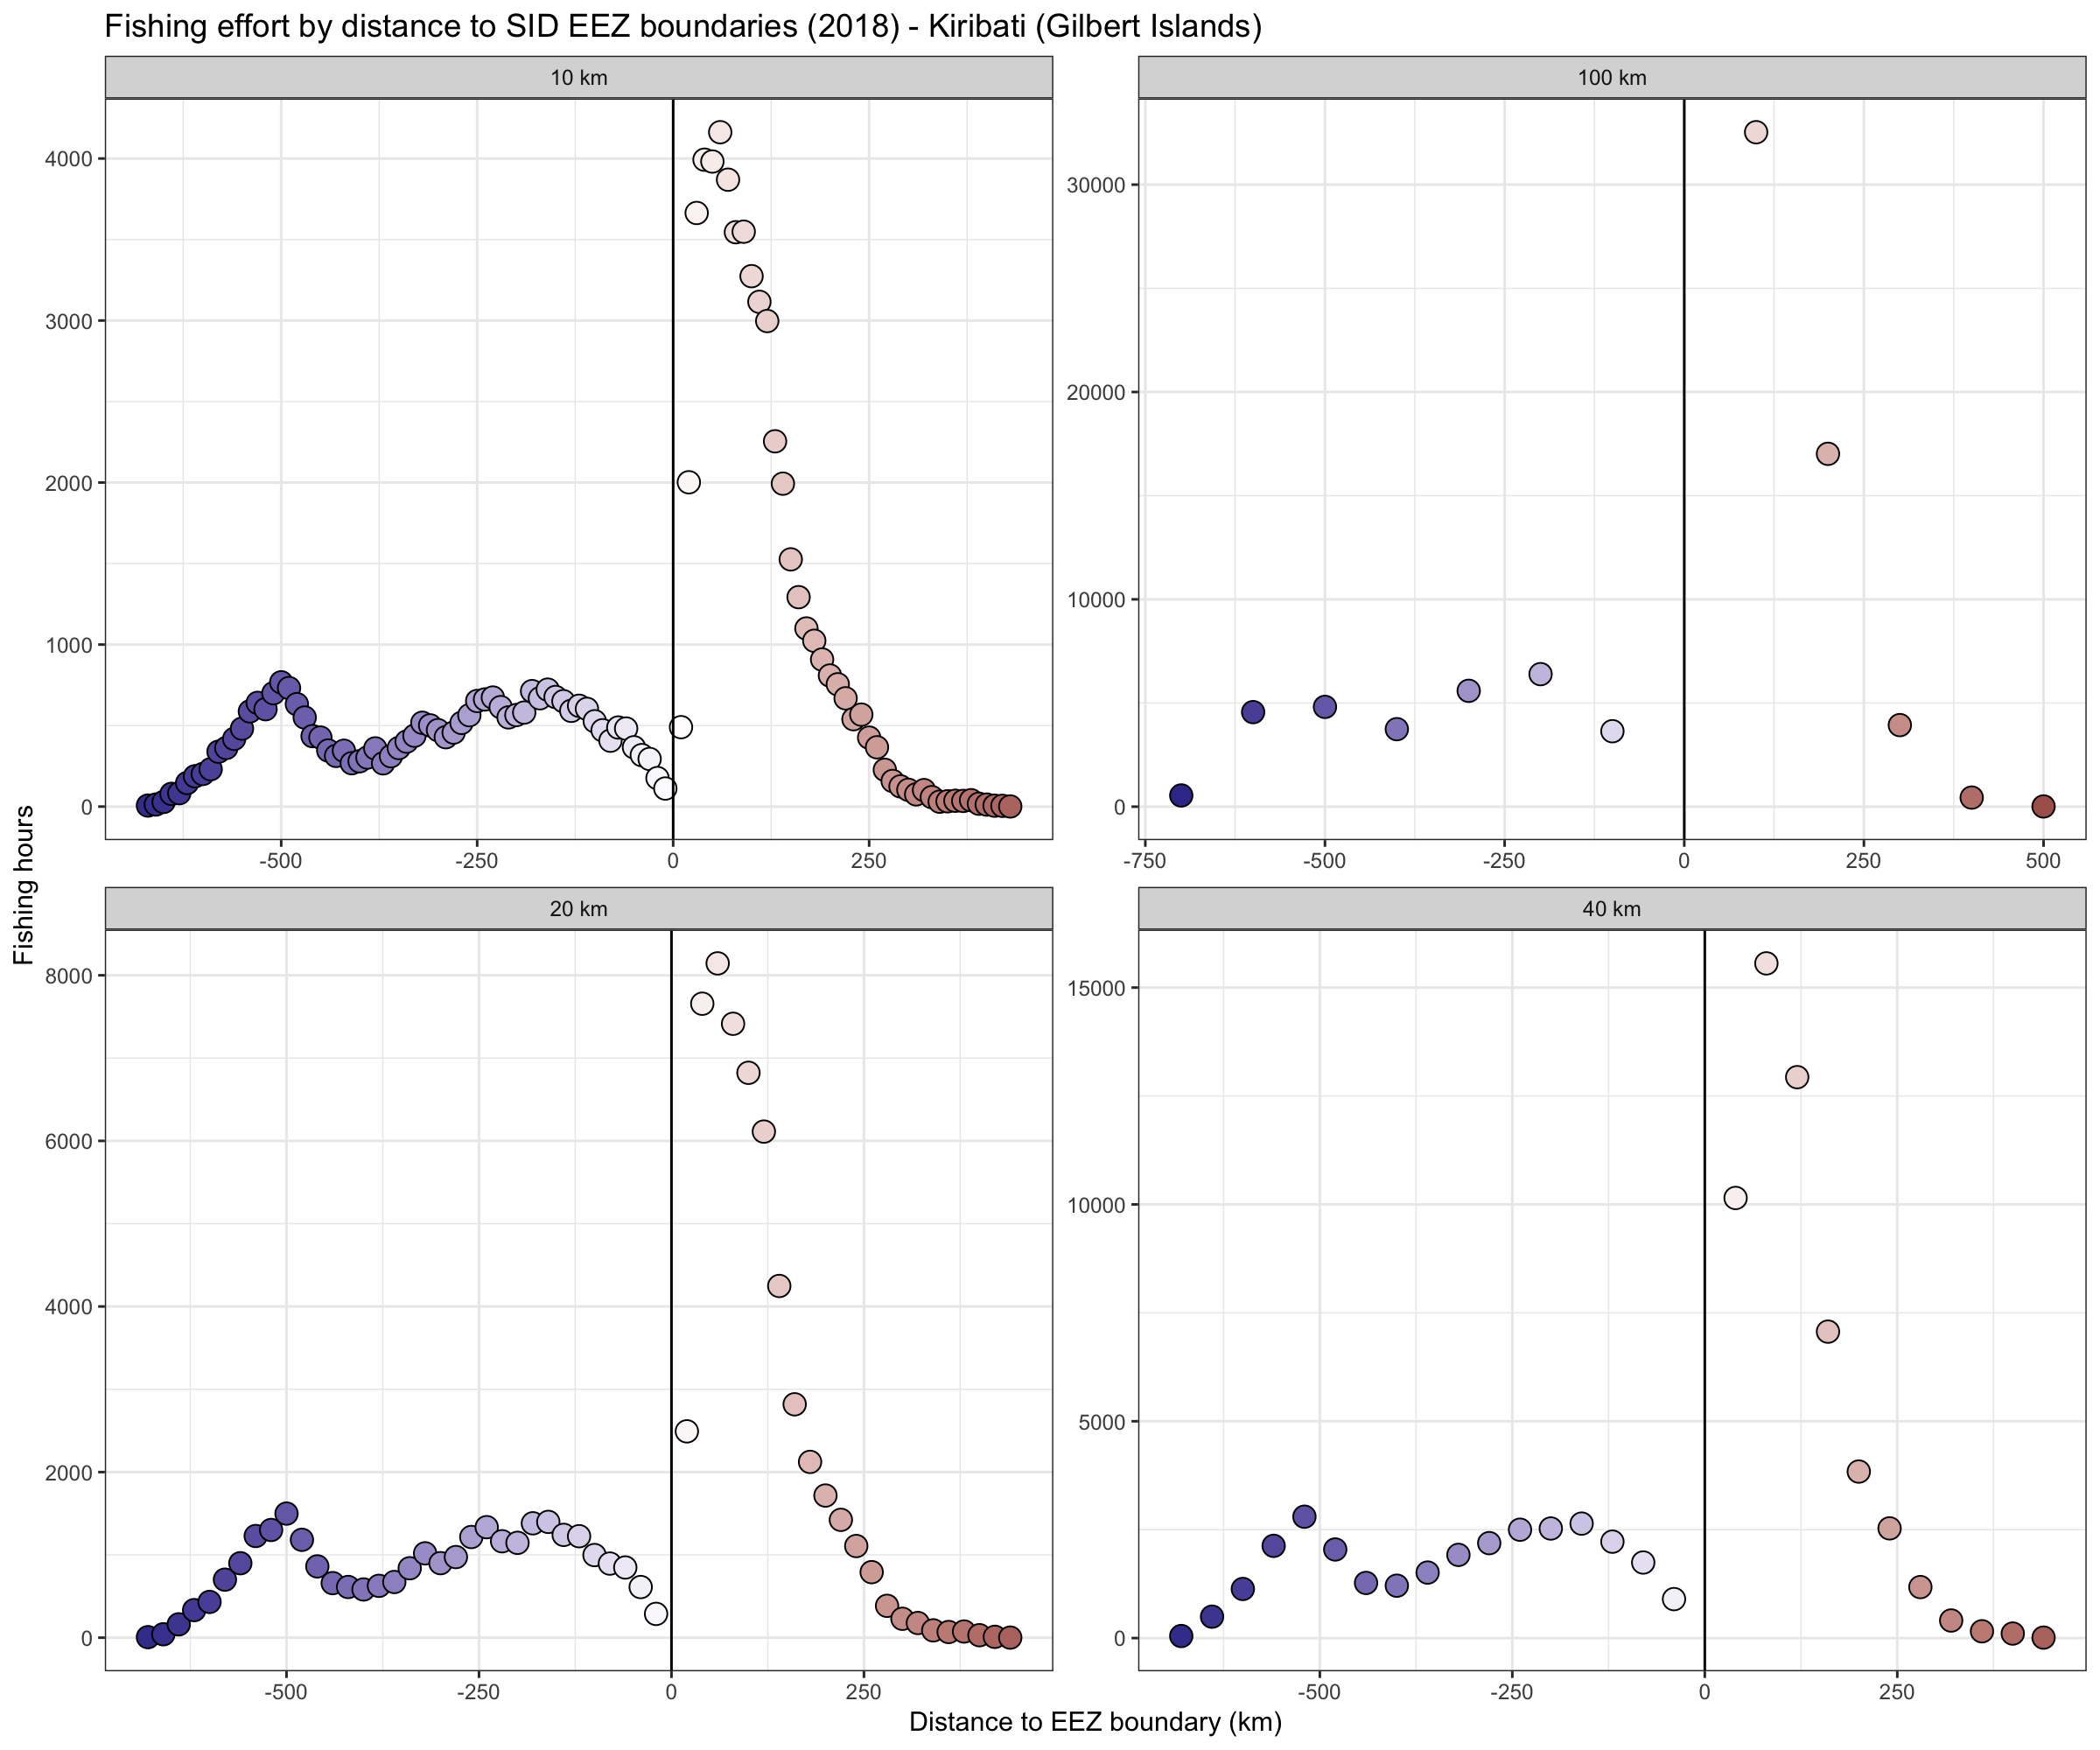 Fishing effort by distance to SID EEZ boundaries (2018) - Kiribati (Gilbert Islands)
10 km
4000
3000
2000
1000
0
-500 -250 0 250
100 km
30000
20000
10000
0
-750 -500 -250 0 250 500
Fishing hours
20 km
8000
6000
4000
2000
0
-500 -250 0 250
40 km
15000
10000
5000
0
-500 -250 0 250
Distance to EEZ boundary (km)